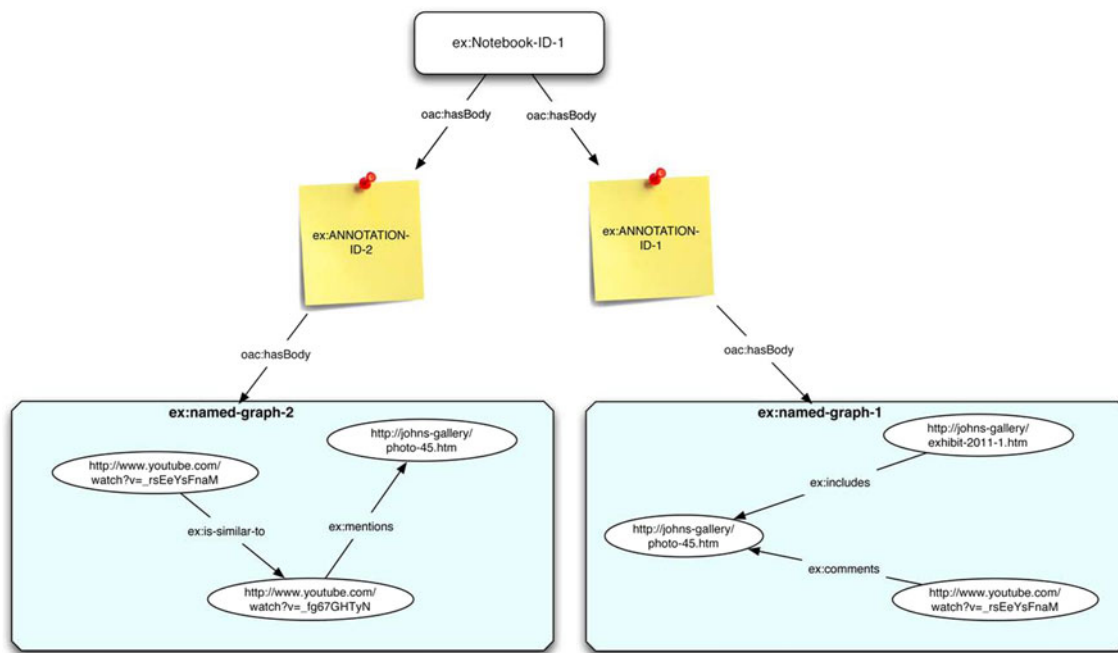 ex:Notebook-ID-1
oac:hasBody
oac:hasBody
ex:ANNOTATION-
ID-2
ex:ANNOTATION-
ID-1
oac:hasBody
oac:hasBody
ex:named-graph-2
http://johns-gallery/
photo-45.htm
http://www.youtube.com/
watch?v=_rsEeYsFnaM
ex:is-similar-to
ex:mentions
http://www.youtube.com/
watch?v=_fg67GHTyN
ex:named-graph-1
http://johns-gallery/
exhibit-2011-1.htm
ex:includes
http://johns-gallery/
photo-45.htm
ex:comments
http://www.youtube.com/
watch?v=_rsEeYsFnaM